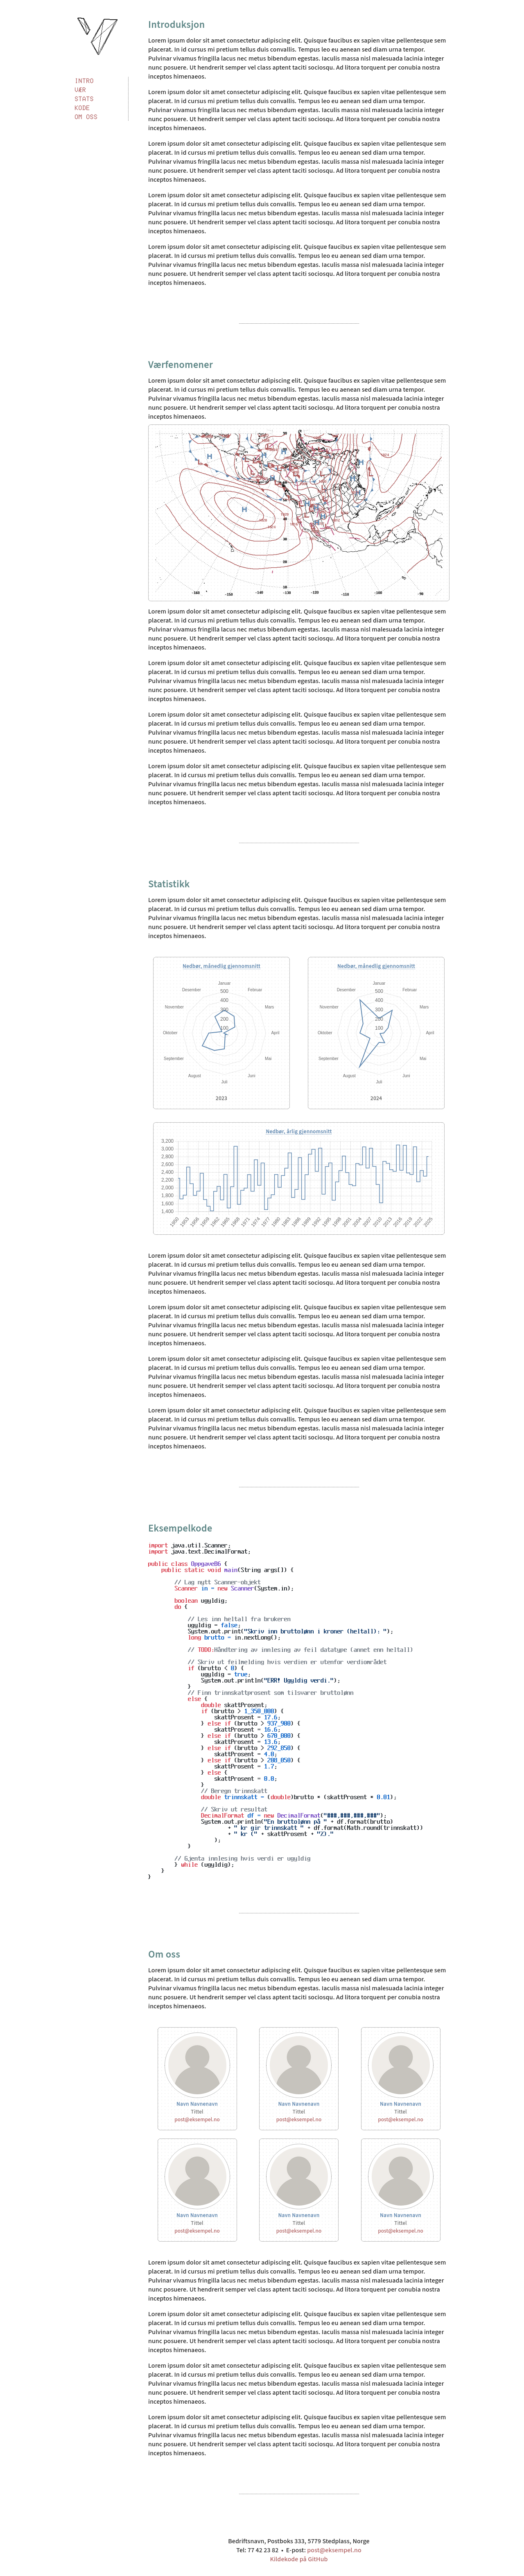 INTRO
VÆR
STATS
KODE
OM OSS
Introduksjon
Lorem ipsum dolor sit amet consectetur adipiscing elit. Quisque faucibus ex sapien vitae pellentesque sem
placerat. In id cursus mi pretium tellus duis convallis. Tempus leo eu aenean sed diam urna tempor.
Pulvinar vivamus fringilla lacus nec metus bibendum egestas. Iaculis massa nisl malesuada lacinia integer
nunc posuere. Ut hendrerit semper vel class aptent taciti sociosqu. Ad litora torquent per conubia nostra
inceptos himenaeos.
Lorem ipsum dolor sit amet consectetur adipiscing elit. Quisque faucibus ex sapien vitae pellentesque sem
placerat. In id cursus mi pretium tellus duis convallis. Tempus leo eu aenean sed diam urna tempor.
Pulvinar vivamus fringilla lacus nec metus bibendum egestas. Iaculis massa nisl malesuada lacinia integer
nunc posuere. Ut hendrerit semper vel class aptent taciti sociosqu. Ad litora torquent per conubia nostra
inceptos himenaeos.
Lorem ipsum dolor sit amet consectetur adipiscing elit. Quisque faucibus ex sapien vitae pellentesque sem
placerat. In id cursus mi pretium tellus duis convallis. Tempus leo eu aenean sed diam urna tempor.
Pulvinar vivamus fringilla lacus nec metus bibendum egestas. Iaculis massa nisl malesuada lacinia integer
nunc posuere. Ut hendrerit semper vel class aptent taciti sociosqu. Ad litora torquent per conubia nostra
inceptos himenaeos.
Lorem ipsum dolor sit amet consectetur adipiscing elit. Quisque faucibus ex sapien vitae pellentesque sem
placerat. In id cursus mi pretium tellus duis convallis. Tempus leo eu aenean sed diam urna tempor.
Pulvinar vivamus fringilla lacus nec metus bibendum egestas. Iaculis massa nisl malesuada lacinia integer
nunc posuere. Ut hendrerit semper vel class aptent taciti sociosqu. Ad litora torquent per conubia nostra
inceptos himenaeos.
Lorem ipsum dolor sit amet consectetur adipiscing elit. Quisque faucibus ex sapien vitae pellentesque sem
placerat. In id cursus mi pretium tellus duis convallis. Tempus leo eu aenean sed diam urna tempor.
Pulvinar vivamus fringilla lacus nec metus bibendum egestas. Iaculis massa nisl malesuada lacinia integer
nunc posuere. Ut hendrerit semper vel class aptent taciti sociosqu. Ad litora torquent per conubia nostra
inceptos himenaeos.
Værfenomener
Lorem ipsum dolor sit amet consectetur adipiscing elit. Quisque faucibus ex sapien vitae pellentesque sem
placerat. In id cursus mi pretium tellus duis convallis. Tempus leo eu aenean sed diam urna tempor.
Pulvinar vivamus fringilla lacus nec metus bibendum egestas. Iaculis massa nisl malesuada lacinia integer
nunc posuere. Ut hendrerit semper vel class aptent taciti sociosqu. Ad litora torquent per conubia nostra
inceptos himenaeos.
H
H
Lorem ipsum dolor sit amet consectetur adipiscing elit. Quisque faucibus ex sapien vitae pellentesque sem
placerat. In id cursus mi pretium tellus duis convallis. Tempus leo eu aenean sed diam urna tempor.
Pulvinar vivamus fringilla lacus nec metus bibendum egestas. Iaculis massa nisl malesuada lacinia integer
nunc posuere. Ut hendrerit semper vel class aptent taciti sociosqu. Ad litora torquent per conubia nostra
inceptos himenaeos.
Lorem ipsum dolor sit amet consectetur adipiscing elit. Quisque faucibus ex sapien vitae pellentesque sem
placerat. In id cursus mi pretium tellus duis convallis. Tempus leo eu aenean sed diam urna tempor.
Pulvinar vivamus fringilla lacus nec metus bibendum egestas. Iaculis massa nisl malesuada lacinia integer
nunc posuere. Ut hendrerit semper vel class aptent taciti sociosqu. Ad litora torquent per conubia nostra
inceptos himenaeos.
Lorem ipsum dolor sit amet consectetur adipiscing elit. Quisque faucibus ex sapien vitae pellentesque sem
placerat. In id cursus mi pretium tellus duis convallis. Tempus leo eu aenean sed diam urna tempor.
Pulvinar vivamus fringilla lacus nec metus bibendum egestas. Iaculis massa nisl malesuada lacinia integer
nunc posuere. Ut hendrerit semper vel class aptent taciti sociosqu. Ad litora torquent per conubia nostra
inceptos himenaeos.
Lorem ipsum dolor sit amet consectetur adipiscing elit. Quisque faucibus ex sapien vitae pellentesque sem
placerat. In id cursus mi pretium tellus duis convallis. Tempus leo eu aenean sed diam urna tempor.
Pulvinar vivamus fringilla lacus nec metus bibendum egestas. Iaculis massa nisl malesuada lacinia integer
nunc posuere. Ut hendrerit semper vel class aptent taciti sociosqu. Ad litora torquent per conubia nostra
inceptos himenaeos.
Statistikk
Lorem ipsum dolor sit amet consectetur adipiscing elit. Quisque faucibus ex sapien vitae pellentesque sem
placerat. In id cursus mi pretium tellus duis convallis. Tempus leo eu aenean sed diam urna tempor.
Pulvinar vivamus fringilla lacus nec metus bibendum egestas. Iaculis massa nisl malesuada lacinia integer
nunc posuere. Ut hendrerit semper vel class aptent taciti sociosqu. Ad litora torquent per conubia nostra
inceptos himenaeos.
Nedbør, månedlig gjennomsnitt
Januar
Desember 500 Februar
400
November 300 Mars
200
100
Oktober April
September Mai
August Juni
Juli
2023
Nedbør, månedlig gjennomsnitt
Januar
Desember 500 Februar
400
November 300 Mars
200
100
Oktober April
September Mai
August Juni
Juli
2024
Nedbør, årlig gjennomsnitt
3,200
3,000
2,800
2,600
2,400
2,200
2,000
1,800
1,600
1,400
1950 1953 1956 1959 1962 1965 1968 1971 1974 1977 1980 1983 1986 1989 1992 1995 1998 2001 2004 2007 2010 2013 2016 2019 2022 2025
Lorem ipsum dolor sit amet consectetur adipiscing elit. Quisque faucibus ex sapien vitae pellentesque sem
placerat. In id cursus mi pretium tellus duis convallis. Tempus leo eu aenean sed diam urna tempor.
Pulvinar vivamus fringilla lacus nec metus bibendum egestas. Iaculis massa nisl malesuada lacinia integer
nunc posuere. Ut hendrerit semper vel class aptent taciti sociosqu. Ad litora torquent per conubia nostra
inceptos himenaeos.
Lorem ipsum dolor sit amet consectetur adipiscing elit. Quisque faucibus ex sapien vitae pellentesque sem
placerat. In id cursus mi pretium tellus duis convallis. Tempus leo eu aenean sed diam urna tempor.
Pulvinar vivamus fringilla lacus nec metus bibendum egestas. Iaculis massa nisl malesuada lacinia integer
nunc posuere. Ut hendrerit semper vel class aptent taciti sociosqu. Ad litora torquent per conubia nostra
inceptos himenaeos.
Lorem ipsum dolor sit amet consectetur adipiscing elit. Quisque faucibus ex sapien vitae pellentesque sem
placerat. In id cursus mi pretium tellus duis convallis. Tempus leo eu aenean sed diam urna tempor.
Pulvinar vivamus fringilla lacus nec metus bibendum egestas. Iaculis massa nisl malesuada lacinia integer
nunc posuere. Ut hendrerit semper vel class aptent taciti sociosqu. Ad litora torquent per conubia nostra
inceptos himenaeos.
Lorem ipsum dolor sit amet consectetur adipiscing elit. Quisque faucibus ex sapien vitae pellentesque sem
placerat. In id cursus mi pretium tellus duis convallis. Tempus leo eu aenean sed diam urna tempor.
Pulvinar vivamus fringilla lacus nec metus bibendum egestas. Iaculis massa nisl malesuada lacinia integer
nunc posuere. Ut hendrerit semper vel class aptent taciti sociosqu. Ad litora torquent per conubia nostra
inceptos himenaeos.
Eksempelkode
import java.util.Scanner;
import java.text.DecimalFormat;
public class OppgaveB6 {
public static void main(String args[]) {
// Lag nytt Scanner-objekt
Scanner in = new Scanner(System.in);
boolean ugyldig;
do {
// Les inn heltall fra brukeren
ugyldig = false;
System.out.print("Skriv inn bruttolønn i kroner (heltall): ");
long brutto = in.nextLong();
// TODO:Håndtering av innlesing av feil datatype (annet enn heltall)
// Skriv ut feilmelding hvis verdien er utenfor verdiområdet
if (brutto < 0) {
ugyldig = true;
System.out.println("ERR! Ugyldig verdi.");
}
// Finn trinnskattprosent som tilsvarer bruttolønn
else {
double skattProsent;
if (brutto > 1_350_000) {
skattProsent = 17.6;
} else if (brutto > 937_900) {
skattProsent = 16.6;
} else if (brutto > 670_000) {
skattProsent = 13.6;
} else if (brutto > 292_850) {
skattProsent = 4.0;
} else if (brutto > 208_050) {
skattProsent = 1.7;
} else {
skattProsent = 0.0;
}
// Beregn trinnskatt
double trinnskatt = (double)brutto * (skattProsent * 0.01);
// Skriv ut resultat
DecimalFormat df = new DecimalFormat("###,###,###,###");
System.out.println("En bruttolønn på " + df.format(brutto)
+ " kr gir trinnskatt " + df.format(Math.round(trinnskatt))
+ " kr (" + skattProsent + "%)."
);
}
// Gjenta innlesing hvis verdi er ugyldig
} while (ugyldig);
}
}
Om oss
Lorem ipsum dolor sit amet consectetur adipiscing elit. Quisque faucibus ex sapien vitae pellentesque sem
placerat. In id cursus mi pretium tellus duis convallis. Tempus leo eu aenean sed diam urna tempor.
Pulvinar vivamus fringilla lacus nec metus bibendum egestas. Iaculis massa nisl malesuada lacinia integer
nunc posuere. Ut hendrerit semper vel class aptent taciti sociosqu. Ad litora torquent per conubia nostra
inceptos himenaeos.
Navn Navnenavn
Tittel
post@eksempel.no
Navn Navnenavn
Tittel
post@eksempel.no
Navn Navnenavn
Tittel
post@eksempel.no
Navn Navnenavn
Tittel
post@eksempel.no
Navn Navnenavn
Tittel
post@eksempel.no
Navn Navnenavn
Tittel
post@eksempel.no
Lorem ipsum dolor sit amet consectetur adipiscing elit. Quisque faucibus ex sapien vitae pellentesque sem
placerat. In id cursus mi pretium tellus duis convallis. Tempus leo eu aenean sed diam urna tempor.
Pulvinar vivamus fringilla lacus nec metus bibendum egestas. Iaculis massa nisl malesuada lacinia integer
nunc posuere. Ut hendrerit semper vel class aptent taciti sociosqu. Ad litora torquent per conubia nostra
inceptos himenaeos.
Lorem ipsum dolor sit amet consectetur adipiscing elit. Quisque faucibus ex sapien vitae pellentesque sem
placerat. In id cursus mi pretium tellus duis convallis. Tempus leo eu aenean sed diam urna tempor.
Pulvinar vivamus fringilla lacus nec metus bibendum egestas. Iaculis massa nisl malesuada lacinia integer
nunc posuere. Ut hendrerit semper vel class aptent taciti sociosqu. Ad litora torquent per conubia nostra
inceptos himenaeos.
Lorem ipsum dolor sit amet consectetur adipiscing elit. Quisque faucibus ex sapien vitae pellentesque sem
placerat. In id cursus mi pretium tellus duis convallis. Tempus leo eu aenean sed diam urna tempor.
Pulvinar vivamus fringilla lacus nec metus bibendum egestas. Iaculis massa nisl malesuada lacinia integer
nunc posuere. Ut hendrerit semper vel class aptent taciti sociosqu. Ad litora torquent per conubia nostra
inceptos himenaeos.
Lorem ipsum dolor sit amet consectetur adipiscing elit. Quisque faucibus ex sapien vitae pellentesque sem
placerat. In id cursus mi pretium tellus duis convallis. Tempus leo eu aenean sed diam urna tempor.
Pulvinar vivamus fringilla lacus nec metus bibendum egestas. Iaculis massa nisl malesuada lacinia integer
nunc posuere. Ut hendrerit semper vel class aptent taciti sociosqu. Ad litora torquent per conubia nostra
inceptos himenaeos.
Bedriftsnavn, Postboks 333, 5779 Stedplass, Norge
Tel: 77 42 23 82 • E-post: post@eksempel.no
Kildekode på GitHub